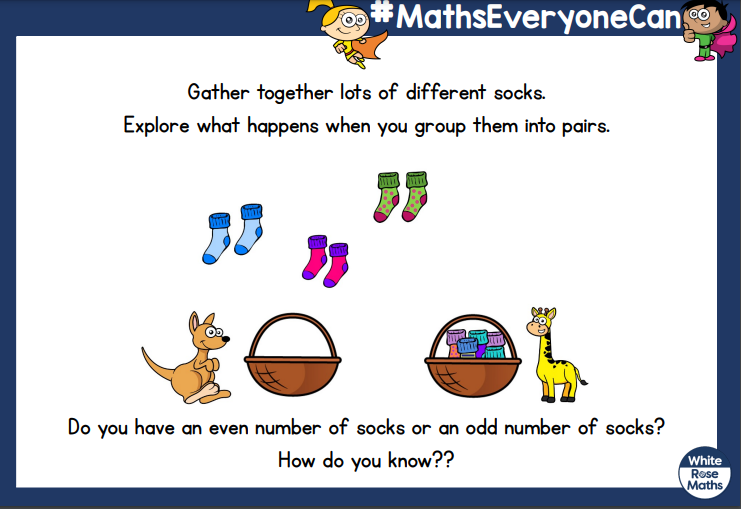 #MathsEveryoneCan
Gather together lots of different socks.
Explore what happens when you group them into pairs.
Do you have an even number of socks or an odd number of socks?
How do you know??
White
Rose
Maths